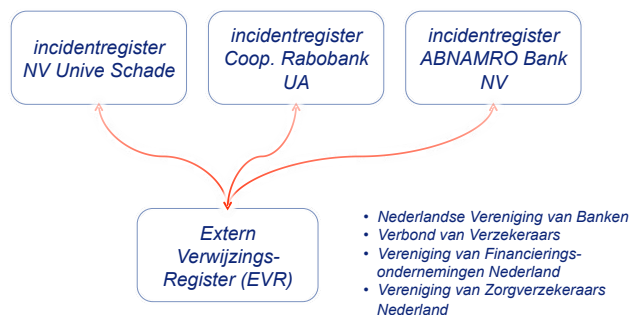 incidentregister
NV Unive Schade
incidentregister
Coop. Rabobank
UA
incidentregister
ABNAMRO Bank
NV
Extern
Verwijzings-
Register (EVR)
• Nederlandse Vereniging van Banken
• Verbond van Verzekeraars
• Vereniging van Financierings-
ondernemingen Nederland
• Vereniging van Zorgverzekeraars
Nederland